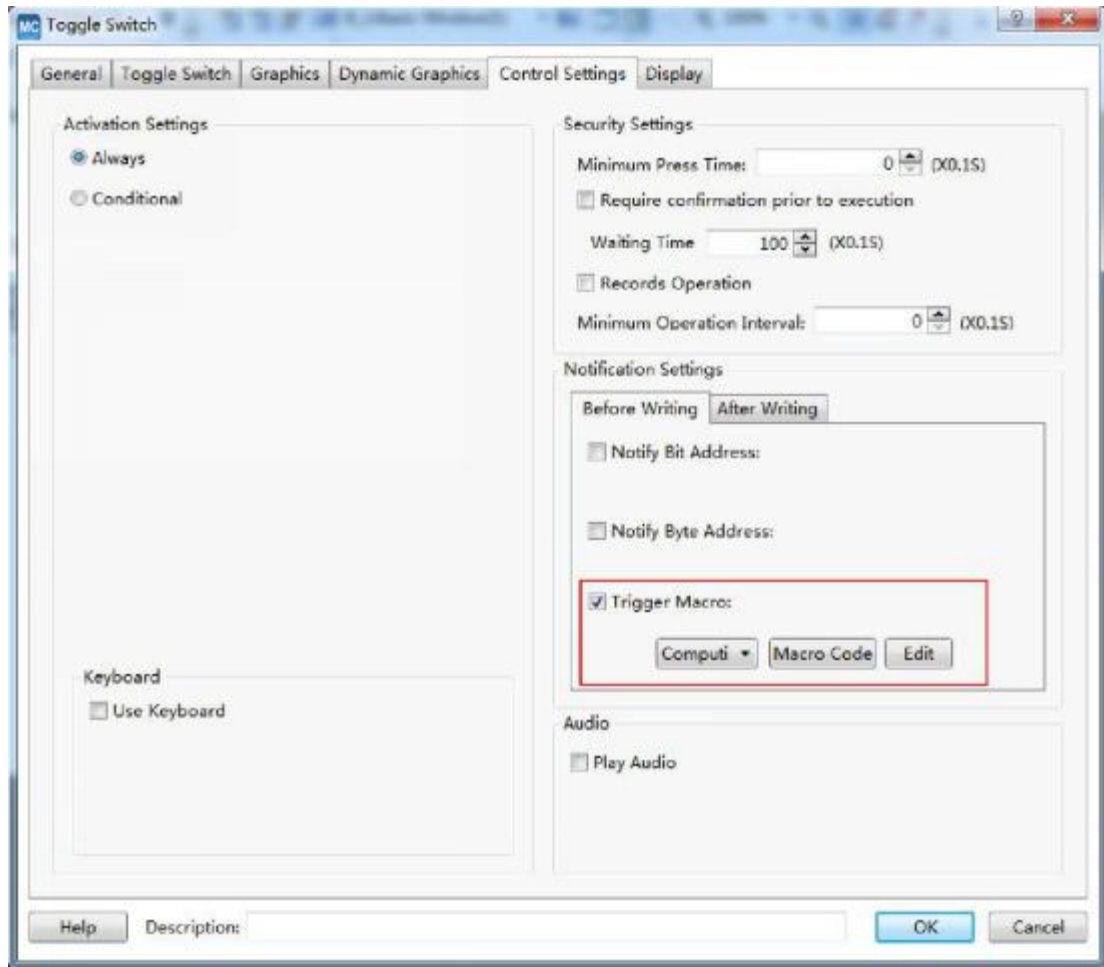 MC Toggle Switch
General Toggle Switch Graphics Dynamic Graphics Control Settings Display
Activation Settings
Always
Conditional
Keyboard
Use Keyboard
Security Settings
Minimum Press Time: 0 (X0.1S)
Require confirmation prior to execution
Waiting Time 100 (X0.1S)
Records Operation
Minimum Operation Interval: 0 (X0.1S)
Notification Settings
Before Writing After Writing
Notify Bit Address:
Notify Byte Address:
Trigger Macro:
Computi Macro Code Edit
Audio
Play Audio
Help Description: OK Cancel